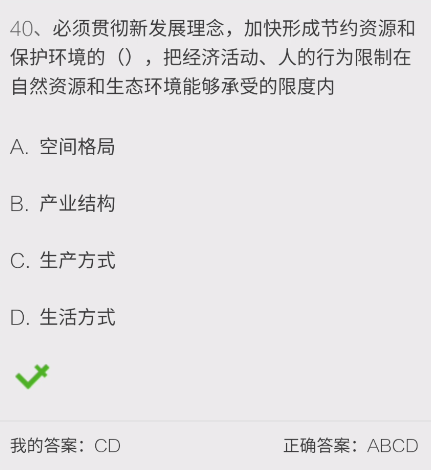 40、必须贯彻新发展理念，加快形成节约资源和
保护环境的（），把经济活动、人的行为限制在
自然资源和生态环境能够承受的限度内
A. 空间格局
B. 产业结构
C. 生产方式
D. 生活方式
我的答案：CD 正确答案：ABCD